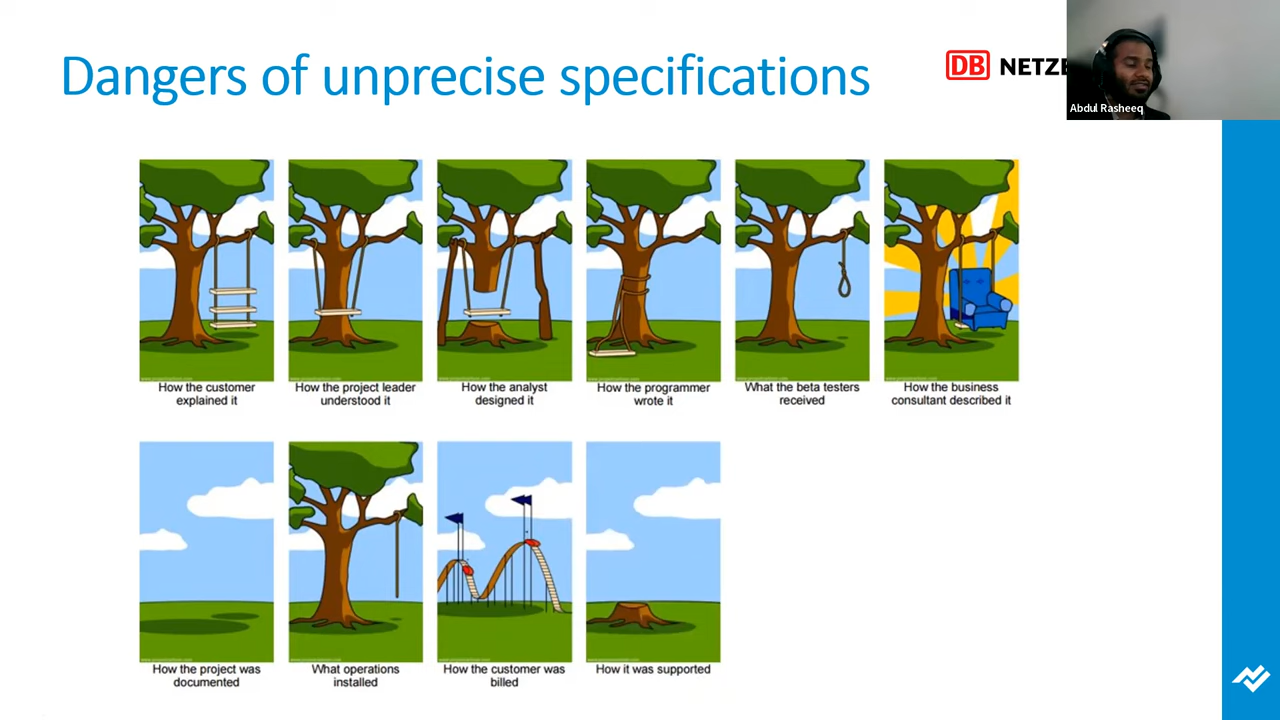 Dangers of unprecise specifications
DB NETZE
Abdul Rasheeq
How the customer
explained it
How the project leader
understood it
How the analyst
designed it
How the programmer
wrote it
What the beta testers
received
How the business
consultant described it
How the project was
documented
What operations
installed
How the customer was
billed
How it was supported